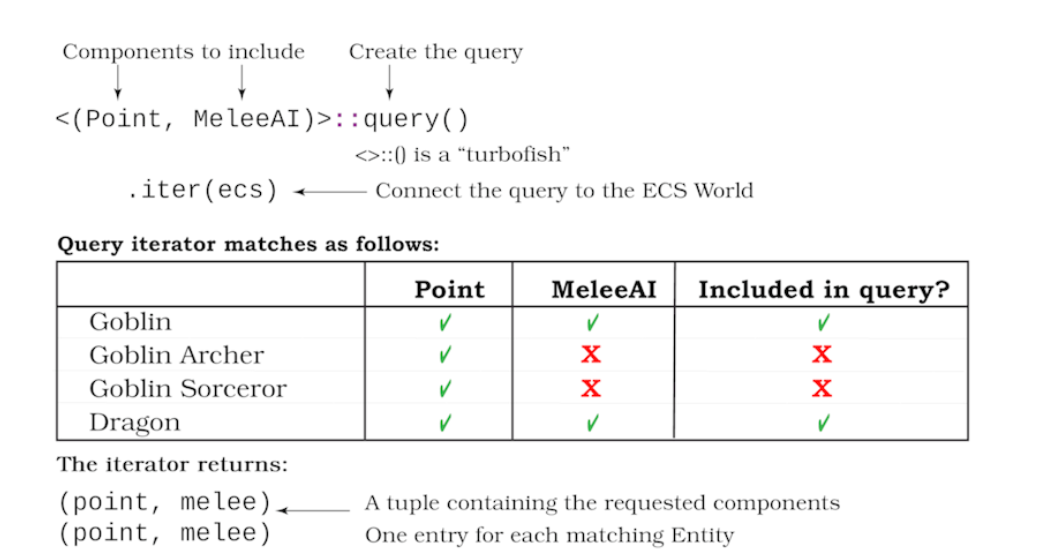 Components to include Create the query
<(Point, MeleeAI)>::query()
<>::() is a “turbofish”
.iter(ecs) Connect the query to the ECS World
Query iterator matches as follows:
Point MeleeAI Included in query?
Goblin ✓ ✓ ✓
Goblin Archer ✓ X X
Goblin Sorceror ✓ X X
Dragon ✓ ✓ ✓
The iterator returns:
(point, melee) A tuple containing the requested components
(point, melee) One entry for each matching Entity